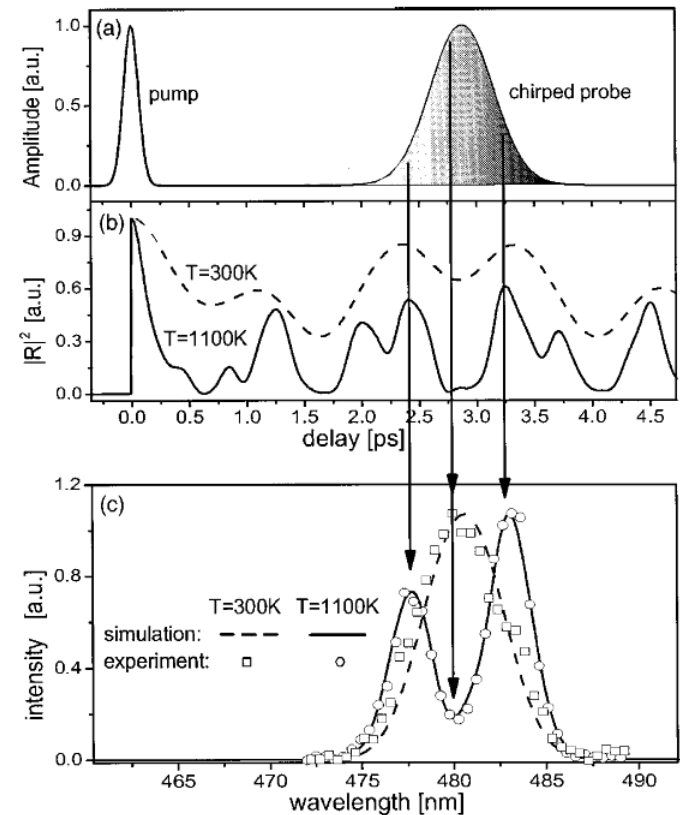 (a)
1.0
0.5
0.0
Amplitude [a.u.]
pump
chirped probe
(b)
0.9
0.6
0.3
0.0
|R|² [a.u.]
T=300K
T=1100K
0.0 0.5 1.0 1.5 2.0 2.5 3.0 3.5 4.0 4.5
delay [ps]
(c)
1.2
0.8
0.4
0.0
intensity [a.u.]
T=300K T=1100K
simulation:
experiment:
465 470 475 480 485 490
wavelength [nm]